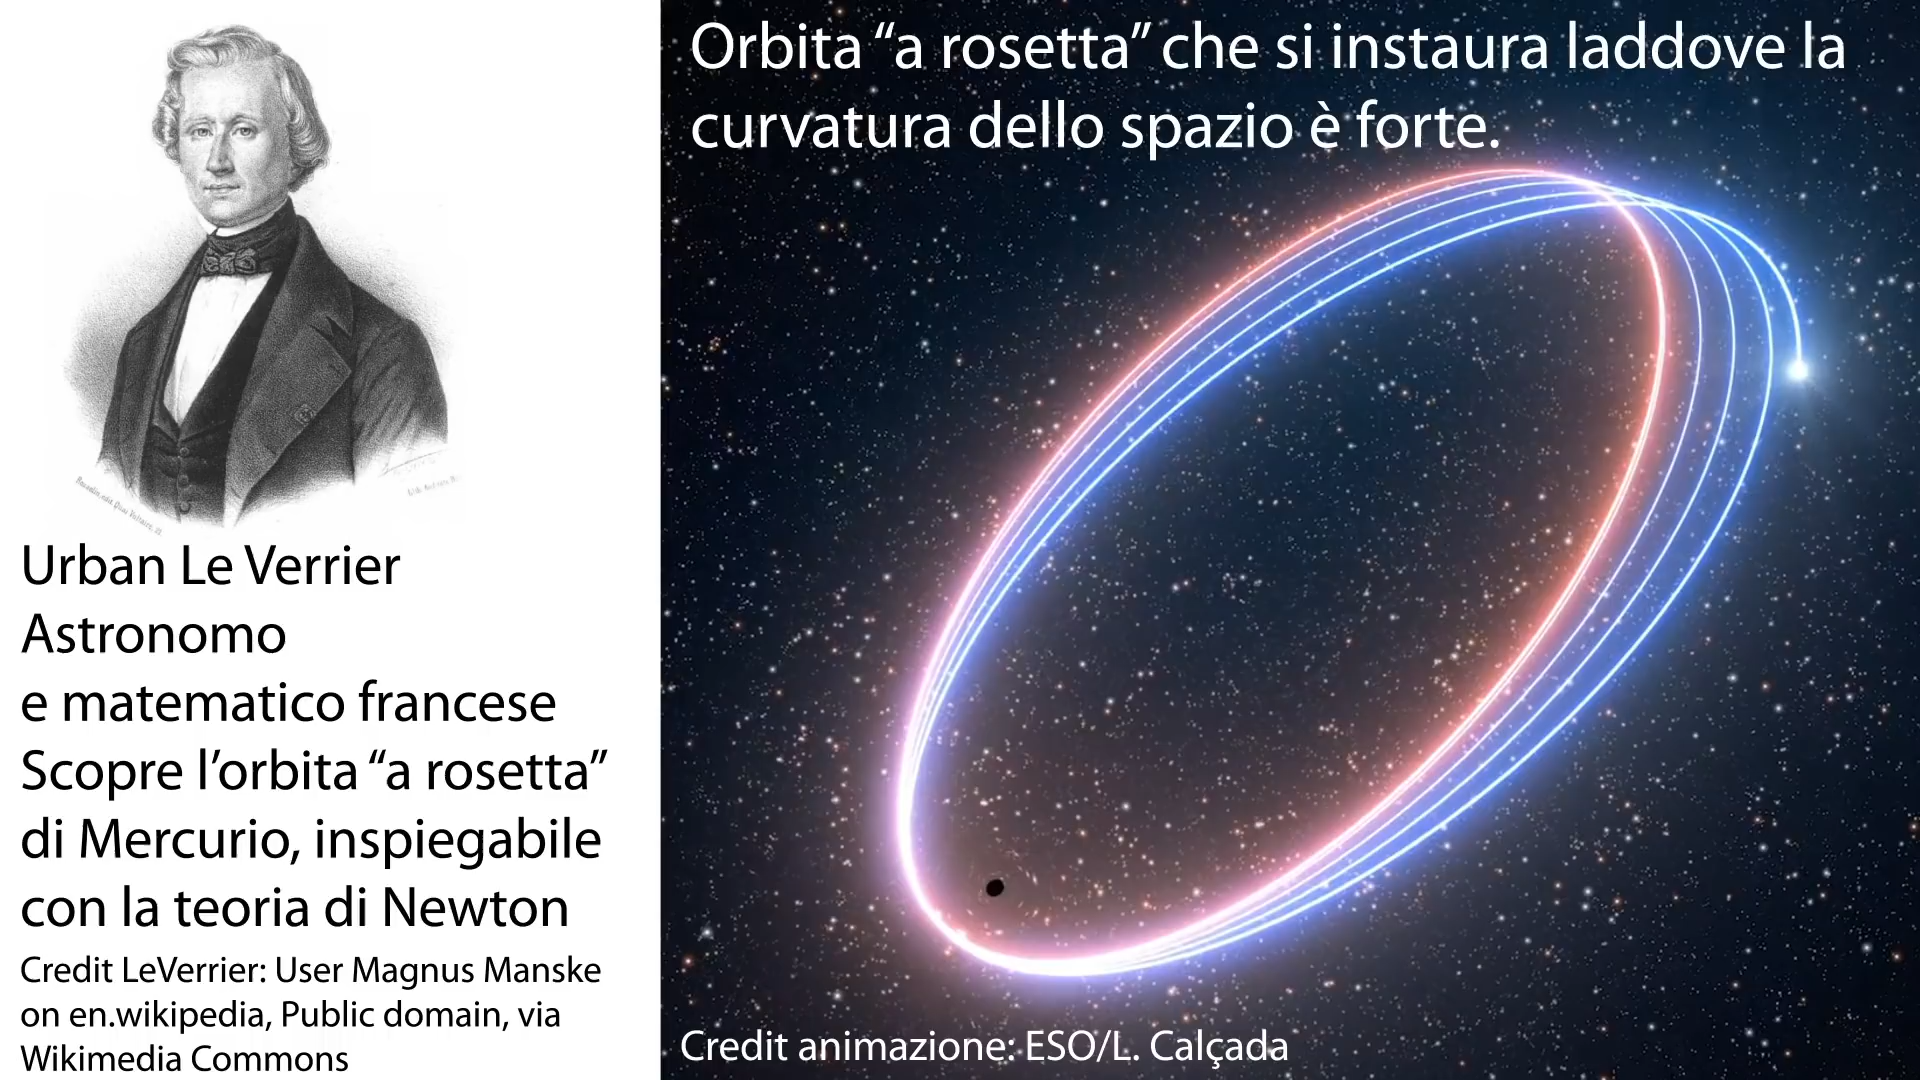 Urban Le Verrier
Astronomo
e matematico francese
Scopre l’orbita “a rosetta”
di Mercurio, inspiegabile
con la teoria di Newton
Credit LeVerrier: User Magnus Manske
on en.wikipedia, Public domain, via
Wikimedia Commons
Orbita “a rosetta” che si instaura laddove la
curvatura dello spazio è forte.
Credit animazione: ESO/L. Calçada